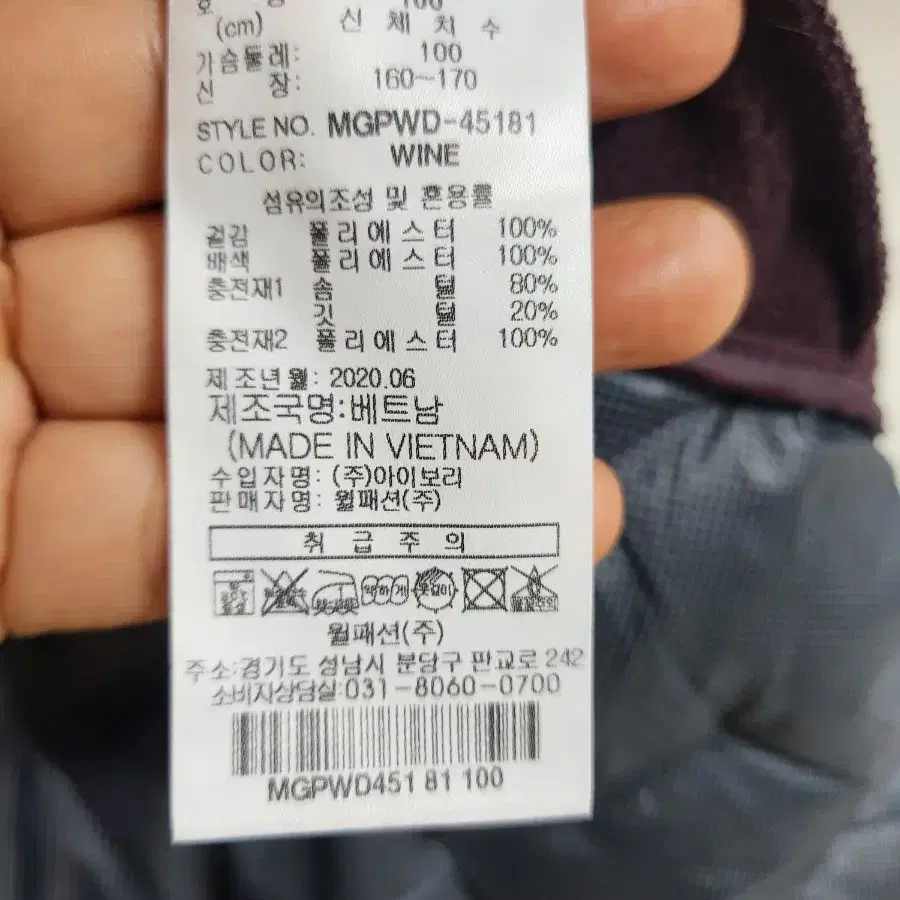 호 칭 100
(cm) 신 체 치 수
가슴둘레: 100
신 장: 160~170
STYLE NO. MGPWD-45181
COLOR: WINE
섬유의조성 및 혼용률
겉감 폴리에스터 100%
배색 폴리에스터 100%
충전재1 솜 털 80%
깃 털 20%
충전재2 폴리에스터 100%
제조년월: 2020.06
제조국명:베트남
(MADE IN VIETNAM)
수입자명: (주)아이보리
판매자명: 월패션(주)
취 급 주 의
약하게
월패션(주)
주소:경기도 성남시 분당구 판교로 242
소비자상담실:031-8060-0700
MGPWD451 81 100